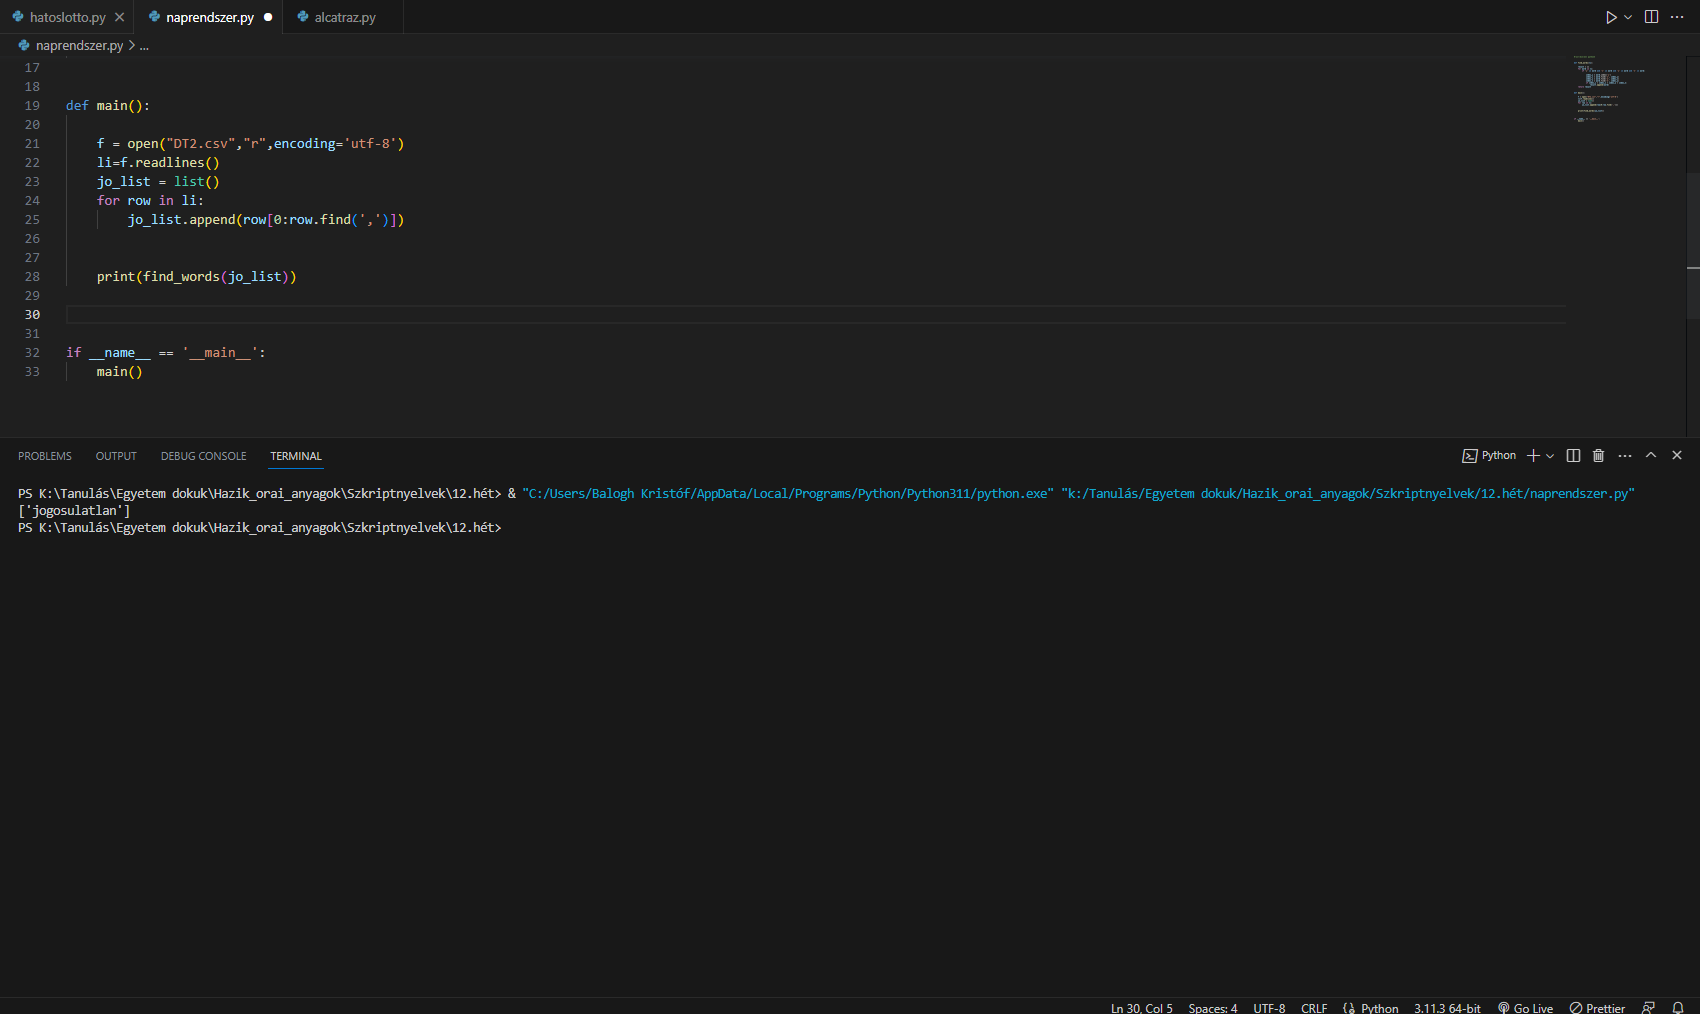 hatoslotto.py
naprendszer.py
alcatraz.py
naprendszer.py > ...
17
18
19 def main():
20
21 f = open("DT2.csv","r",encoding='utf-8')
22 li=f.readlines()
23 jo_list = list()
24 for row in li:
25 jo_list.append(row[0:row.find(',')])
26
27
28 print(find_words(jo_list))
29
30
31
32 if __name__ == '__main__':
33 main()
PROBLEMS OUTPUT DEBUG CONSOLE TERMINAL Python
PS K:\Tanulás\Egyetem dokuk\Hazik_orai_anyagok\Szkriptnyelvek\12.hét> & "C:/Users/Balogh Kristóf/AppData/Local/Programs/Python/Python311/python.exe" "k:/Tanulás/Egyetem dokuk/Hazik_orai_anyagok/Szkriptnyelvek/12.hét/naprendszer.py"
['jogosulatlan']
PS K:\Tanulás\Egyetem dokuk\Hazik_orai_anyagok\Szkriptnyelvek\12.hét>
Ln 30, Col 5 Spaces: 4 UTF-8 CRLF Python 3.11.3 64-bit Go Live Prettier